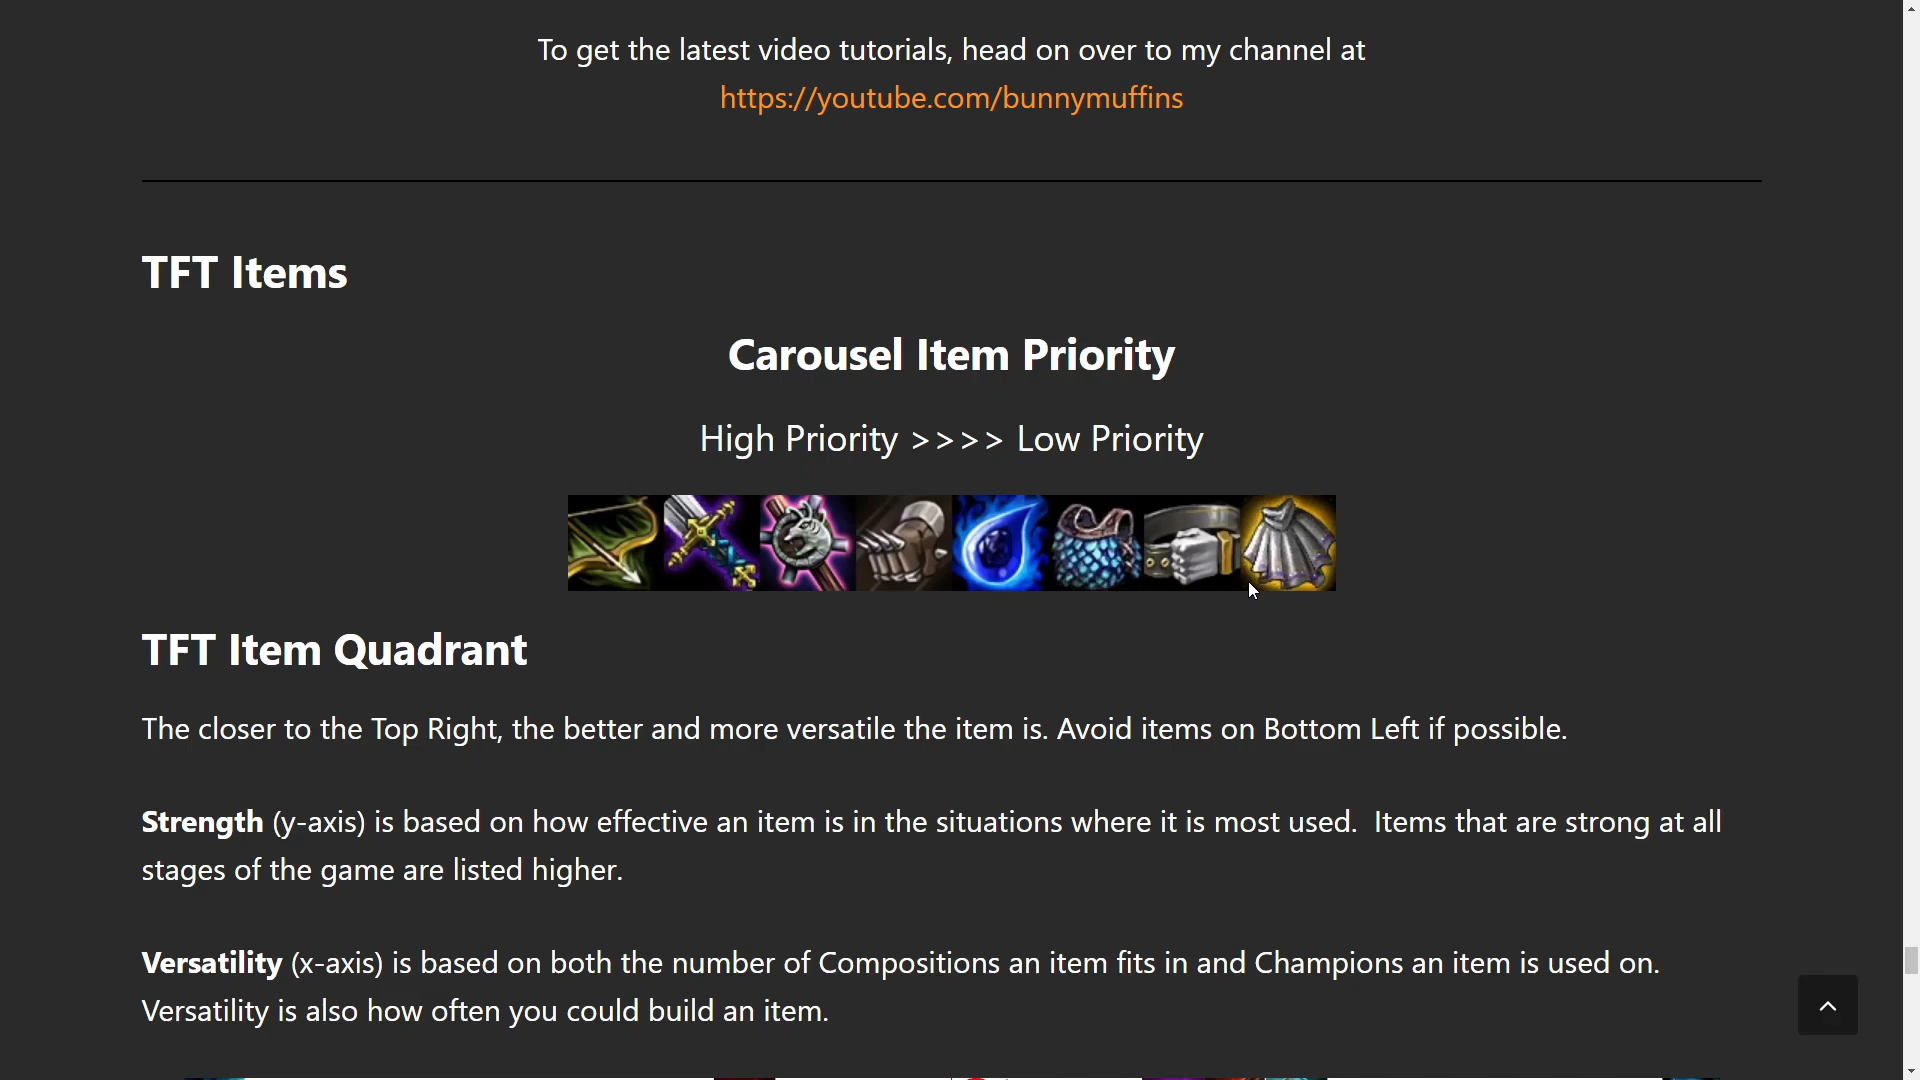 To get the latest video tutorials, head on over to my channel at
https://youtube.com/bunnymuffins
TFT Items
Carousel Item Priority
High Priority >>>> Low Priority
TFT Item Quadrant
The closer to the Top Right, the better and more versatile the item is. Avoid items on Bottom Left if possible.
Strength (y-axis) is based on how effective an item is in the situations where it is most used.  Items that are strong at all
stages of the game are listed higher.
Versatility (x-axis) is based on both the number of Compositions an item fits in and Champions an item is used on.
Versatility is also how often you could build an item.